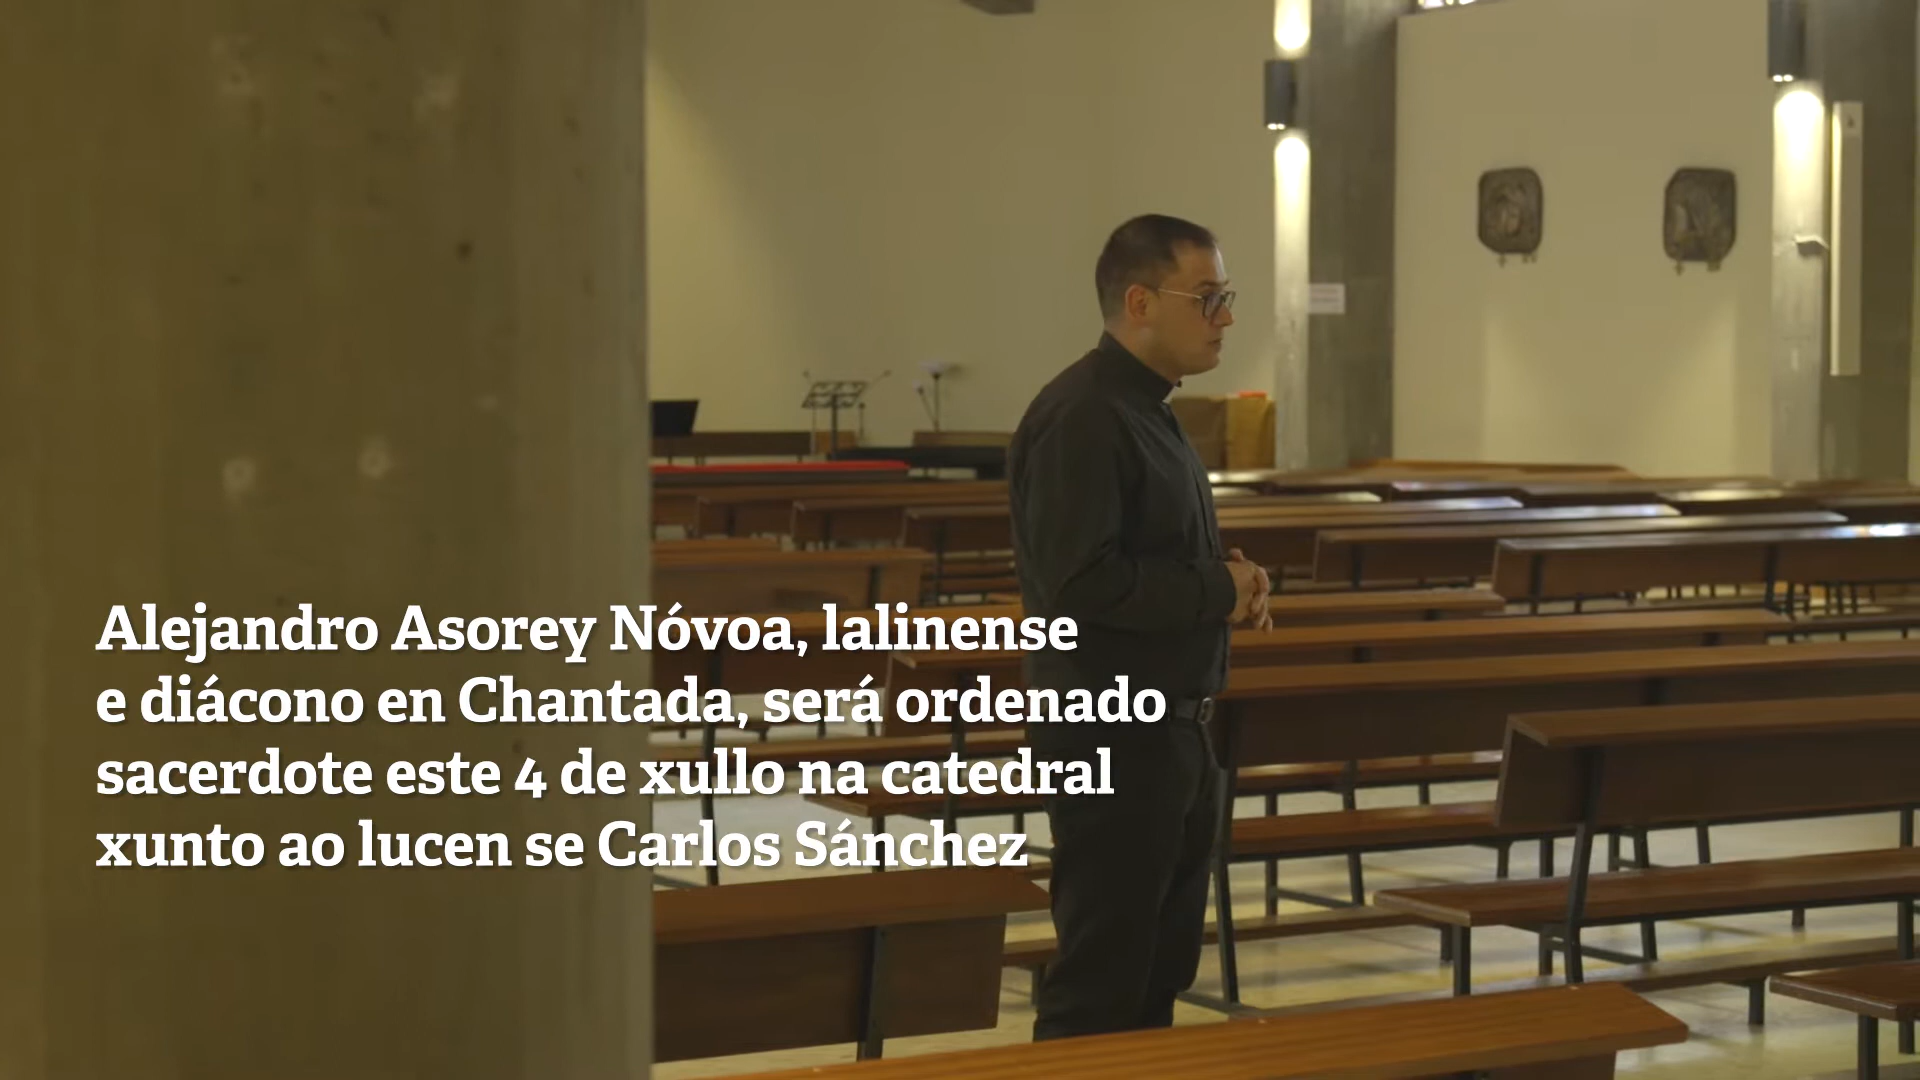 Alejandro Asorey Nóvoa, lalinense
e diácono en Chantada, será ordenado
sacerdote este 4 de xullo na catedral
xunto ao lucen se Carlos Sánchez